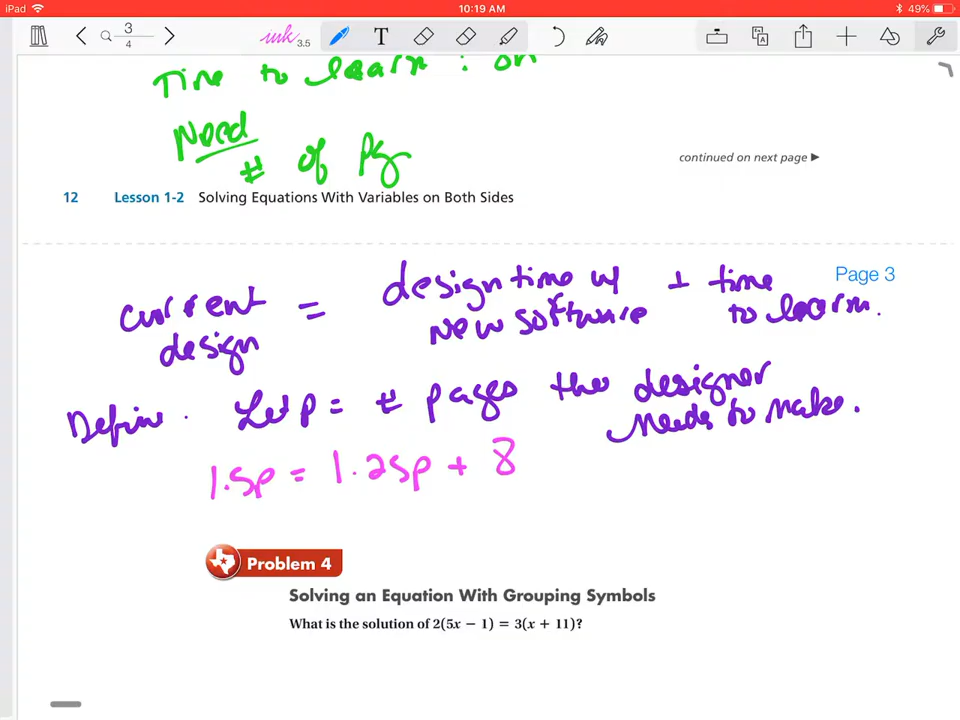 iPad 10:19 AM 49%
3
4
ink 3.5 T
Time to learn : 8h
Need
# of pg
continued on next page ▶
12 Lesson 1-2 Solving Equations With Variables on Both Sides
Page 3
current design = design time w/ new software + time to learn.
Define. Let p = # pages the designer needs to make.
1.5p = 1.25p + 8
Problem 4
Solving an Equation With Grouping Symbols
What is the solution of 2(5x − 1) = 3(x + 11)?